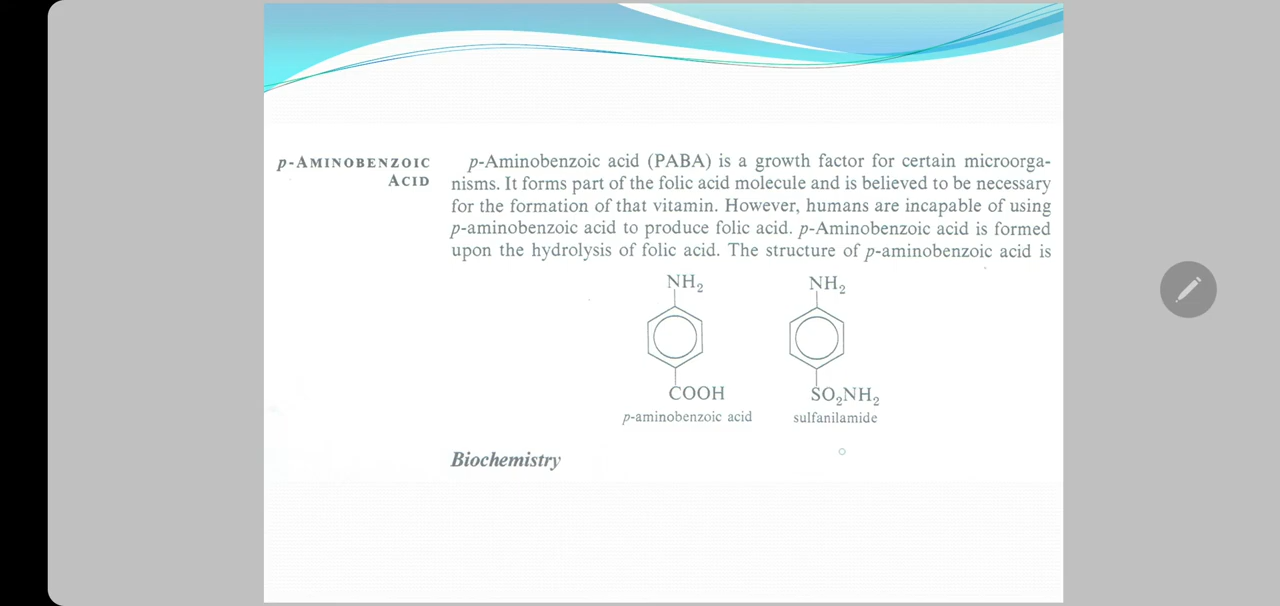 p-AMINOBENZOIC
ACID
p-Aminobenzoic acid (PABA) is a growth factor for certain microorga-
nisms. It forms part of the folic acid molecule and is believed to be necessary
for the formation of that vitamin. However, humans are incapable of using
p-aminobenzoic acid to produce folic acid. p-Aminobenzoic acid is formed
upon the hydrolysis of folic acid. The structure of p-aminobenzoic acid is
NH₂ NH₂
COOH SO₂NH₂
p-aminobenzoic acid sulfanilamide
Biochemistry